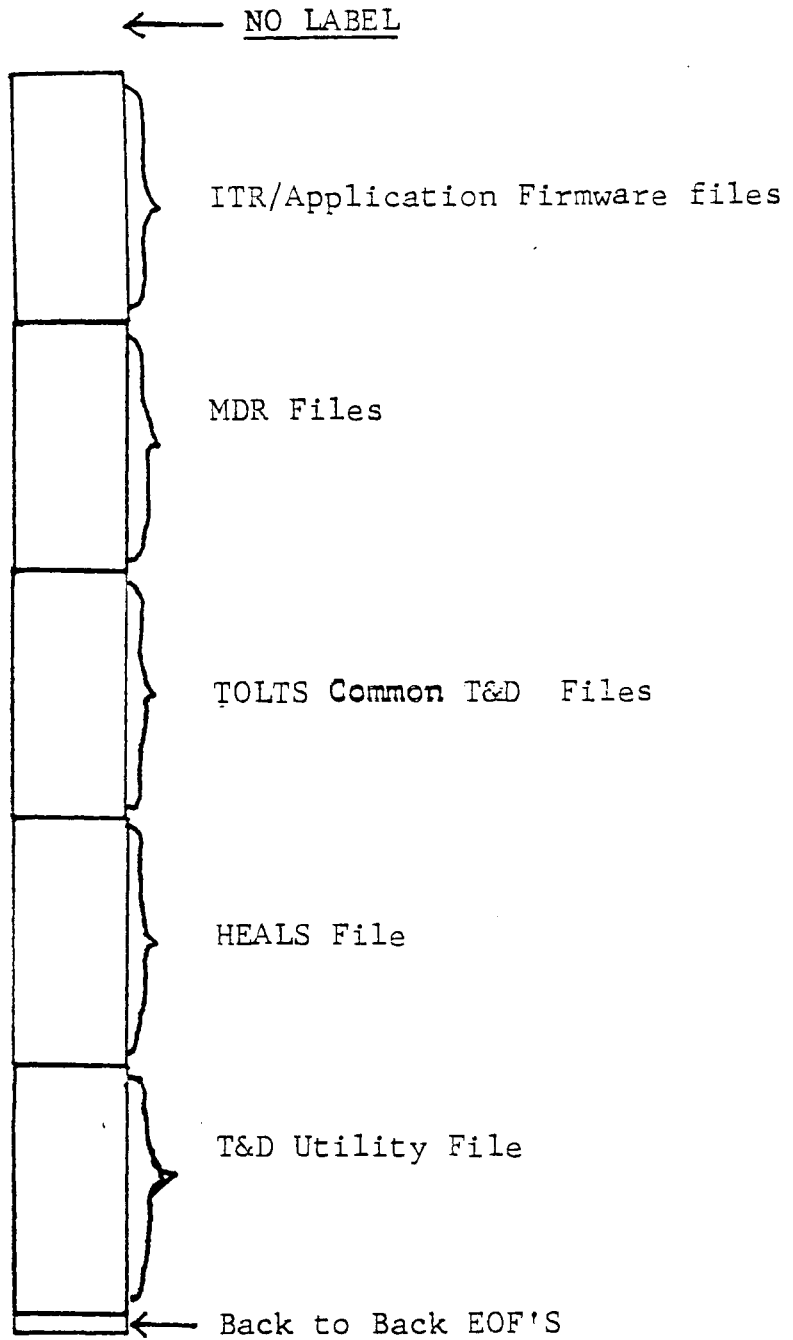 NO LABEL
ITR/Application Firmware files
MDR Files
TOLTS Common T&D Files
HEALS File
T&D Utility File
Back to Back EOF'S